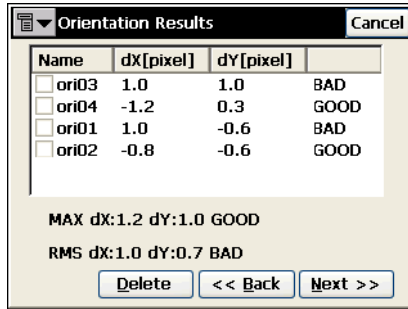 Orientation Results Cancel
Name dX[pixel] dY[pixel]
ori03 1.0 1.0 BAD
ori04 -1.2 0.3 GOOD
ori01 1.0 -0.6 BAD
ori02 -0.8 -0.6 GOOD
MAX dX:1.2 dY:1.0 GOOD
RMS dX:1.0 dY:0.7 BAD
Delete << Back Next >>